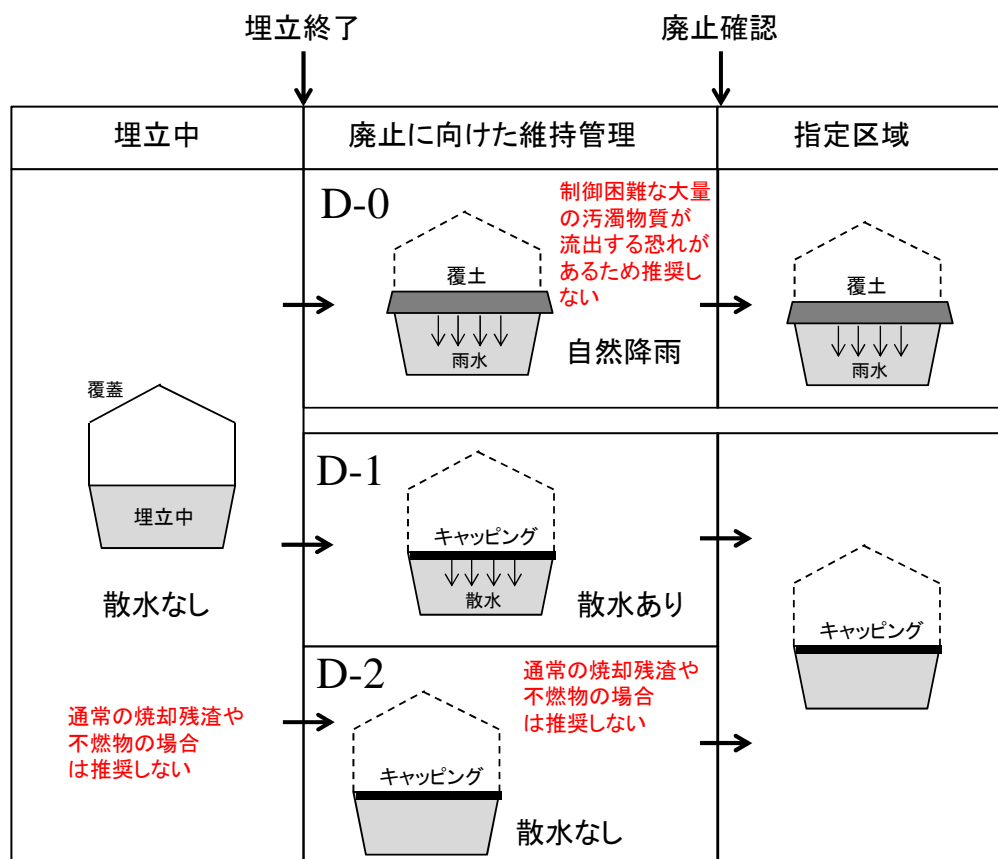 埋立終了
廃止確認
埋立中
廃止に向けた維持管理
指定区域
覆蓋
埋立中
散水なし
通常の焼却残渣や
不燃物の場合
は推奨しない
D-0
制御困難な大量
の汚濁物質が
流出する恐れが
あるため推奨し
ない
覆土
雨水
自然降雨
覆土
雨水
D-1
キャッピング
散水
散水あり
D-2
通常の焼却残渣や
不燃物の場合
は推奨しない
キャッピング
散水なし
キャッピング